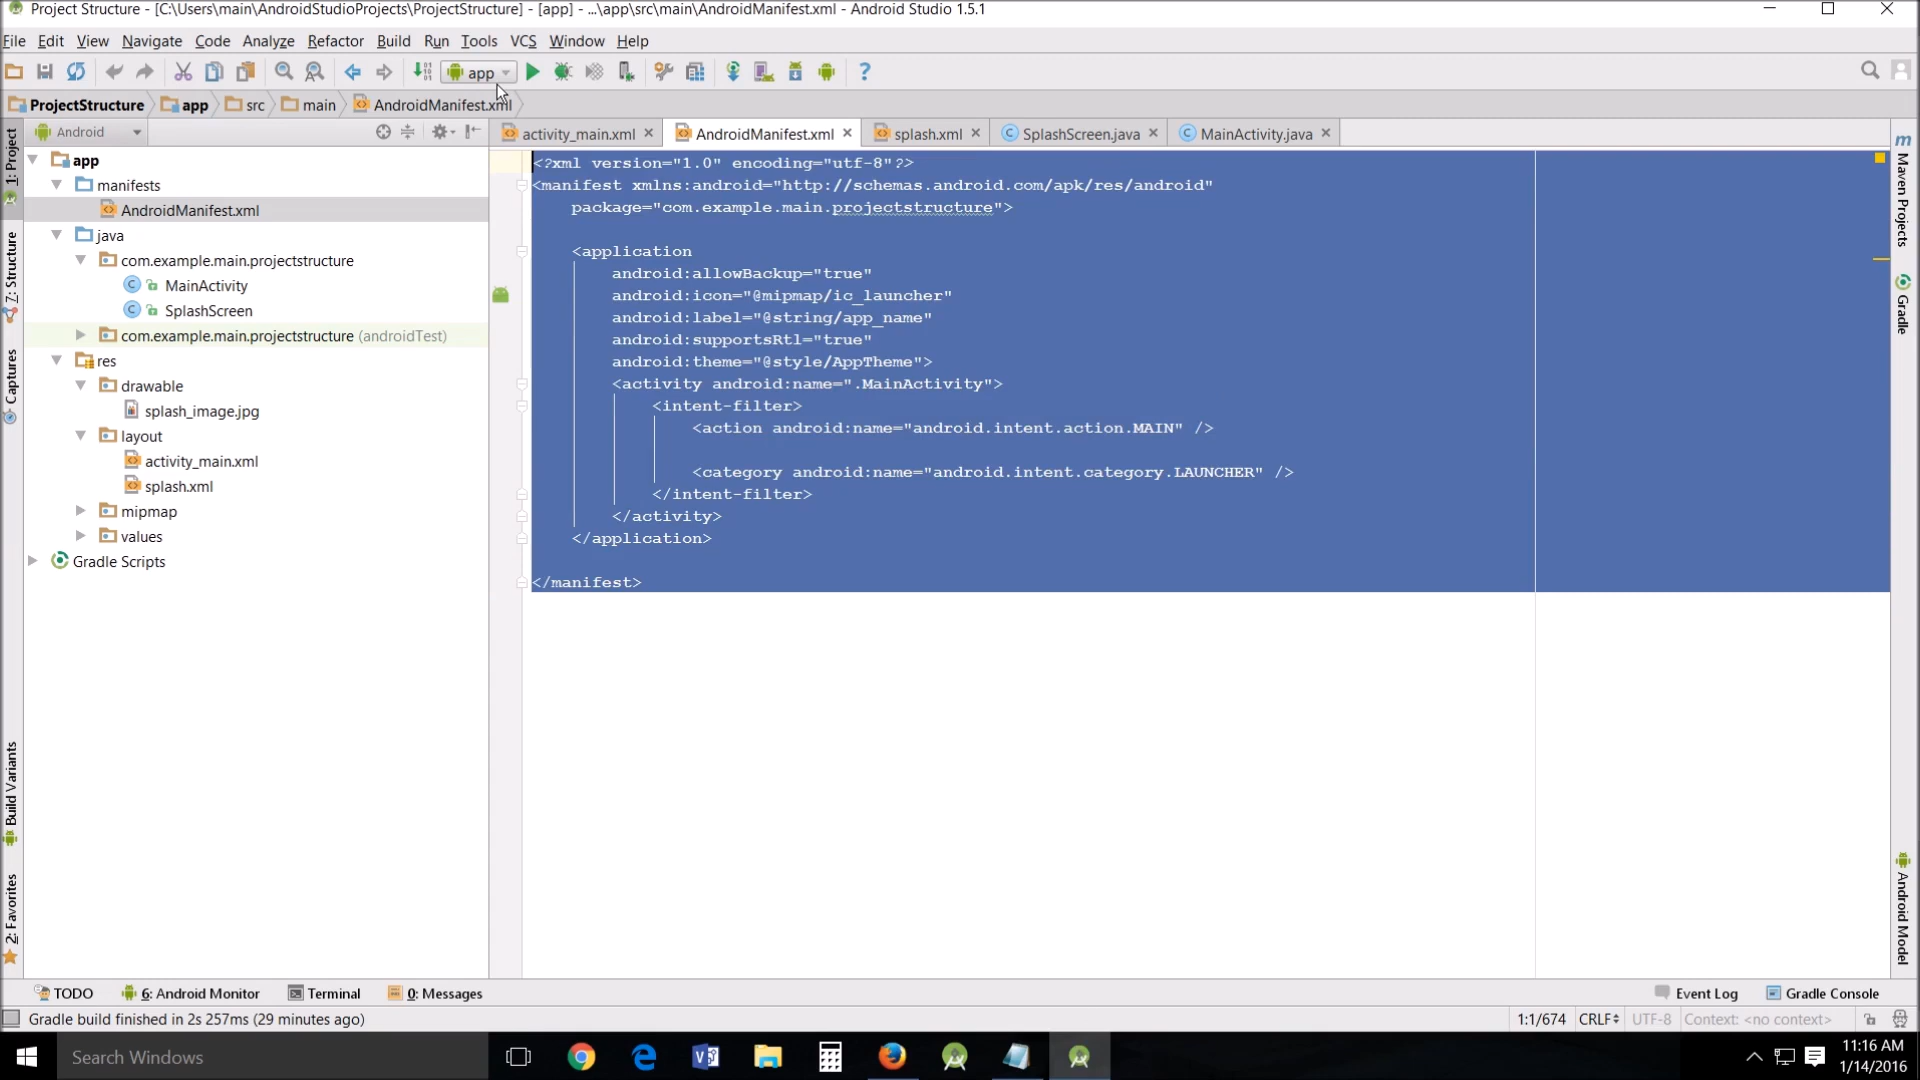 Project Structure - [C:\Users\main\AndroidStudioProjects\ProjectStructure] - [app] - ...\app\src\main\AndroidManifest.xml - Android Studio 1.5.1
File Edit View Navigate Code Analyze Refactor Build Run Tools VCS Window Help
app
ProjectStructure app src main AndroidManifest.xml
Android
activity_main.xml AndroidManifest.xml splash.xml SplashScreen.java MainActivity.java
1: Project
7: Structure
Captures
Build Variants
2: Favorites
app
manifests
AndroidManifest.xml
java
com.example.main.projectstructure
MainActivity
SplashScreen
com.example.main.projectstructure (androidTest)
res
drawable
splash_image.jpg
layout
activity_main.xml
splash.xml
mipmap
values
Gradle Scripts
<?xml version="1.0" encoding="utf-8"?>
<manifest xmlns:android="http://schemas.android.com/apk/res/android"
package="com.example.main.projectstructure">
<application
android:allowBackup="true"
android:icon="@mipmap/ic_launcher"
android:label="@string/app_name"
android:supportsRtl="true"
android:theme="@style/AppTheme">
<activity android:name=".MainActivity">
<intent-filter>
<action android:name="android.intent.action.MAIN" />
<category android:name="android.intent.category.LAUNCHER" />
</intent-filter>
</activity>
</application>
</manifest>
Maven Projects
Gradle
Android Model
TODO 6: Android Monitor Terminal 0: Messages Event Log Gradle Console
Gradle build finished in 2s 257ms (29 minutes ago) 1:1/674 CRLF UTF-8 Context: <no context>
Search Windows
11:16 AM
1/14/2016